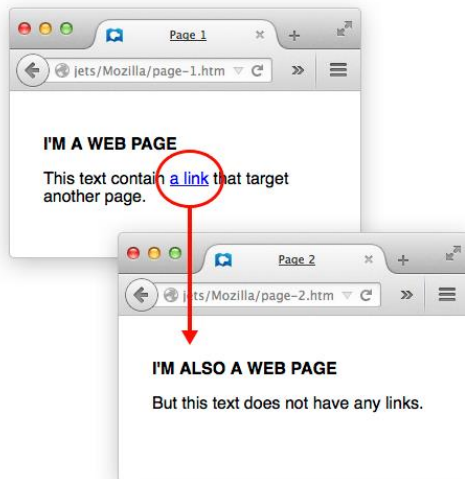 Page 1
jets/Mozilla/page-1.htm
I'M A WEB PAGE
This text contain a link that target
another page.
Page 2
jets/Mozilla/page-2.htm
I'M ALSO A WEB PAGE
But this text does not have any links.